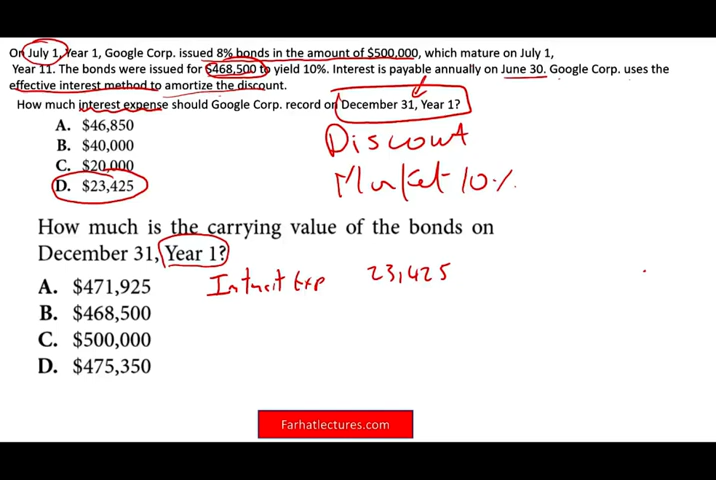 On July 1, Year 1, Google Corp. issued 8% bonds in the amount of $500,000, which mature on July 1,
Year 11. The bonds were issued for $468,500 to yield 10%. Interest is payable annually on June 30. Google Corp. uses the
effective interest method to amortize the discount.
How much interest expense should Google Corp. record on December 31, Year 1?
A. $46,850
B. $40,000
C. $20,000
D. $23,425
Discount
Market 10%
How much is the carrying value of the bonds on
December 31, Year 1?
Interest Exp 23,425
A. $471,925
B. $468,500
C. $500,000
D. $475,350
Farhatlectures.com